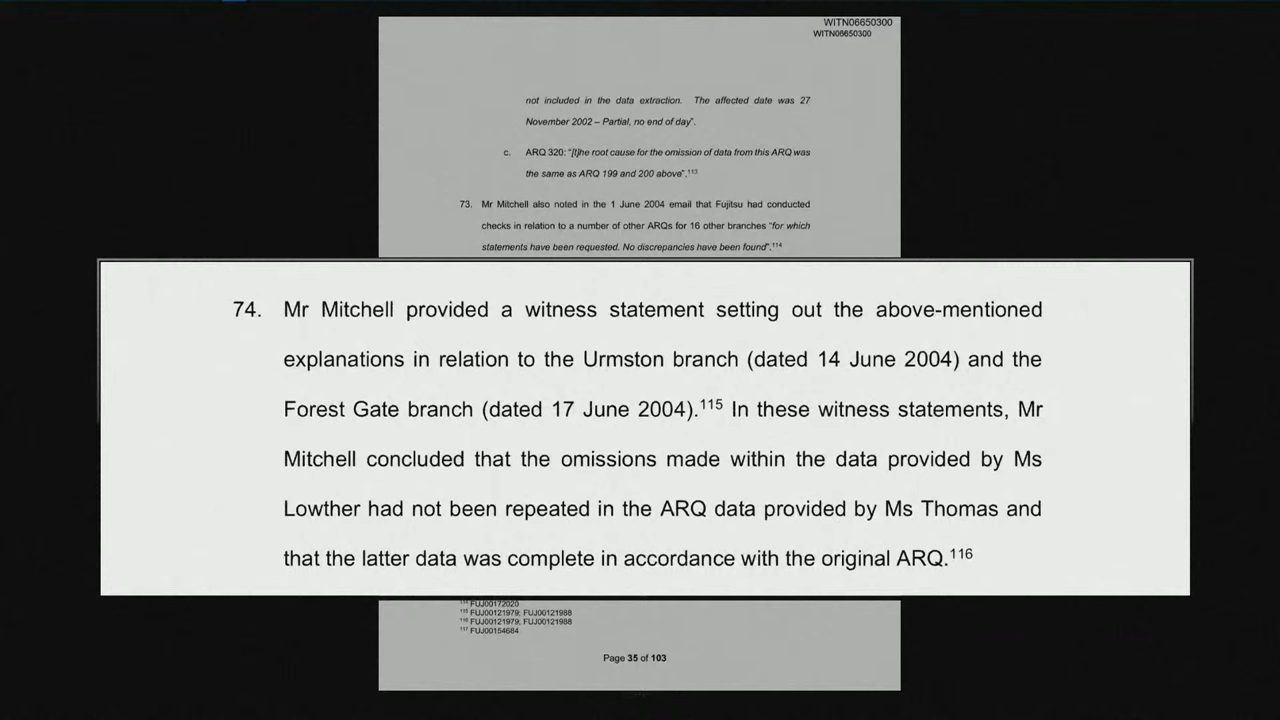 WITN06650300
WITN06650300
not included in the data extraction. The affected date was 27
November 2002 – Partial, no end of day".
c. ARQ 320: "[t]he root cause for the omission of data from this ARQ was
the same as ARQ 199 and 200 above".113
73. Mr Mitchell also noted in the 1 June 2004 email that Fujitsu had conducted
checks in relation to a number of other ARQs for 16 other branches "for which
statements have been requested. No discrepancies have been found".114
74. Mr Mitchell provided a witness statement setting out the above-mentioned
explanations in relation to the Urmston branch (dated 14 June 2004) and the
Forest Gate branch (dated 17 June 2004).115 In these witness statements, Mr
Mitchell concluded that the omissions made within the data provided by Ms
Lowther had not been repeated in the ARQ data provided by Ms Thomas and
that the latter data was complete in accordance with the original ARQ.116
114 FUJ00172020
115 FUJ00121979; FUJ00121988
116 FUJ00121979; FUJ00121988
117 FUJ00154684
Page 35 of 103